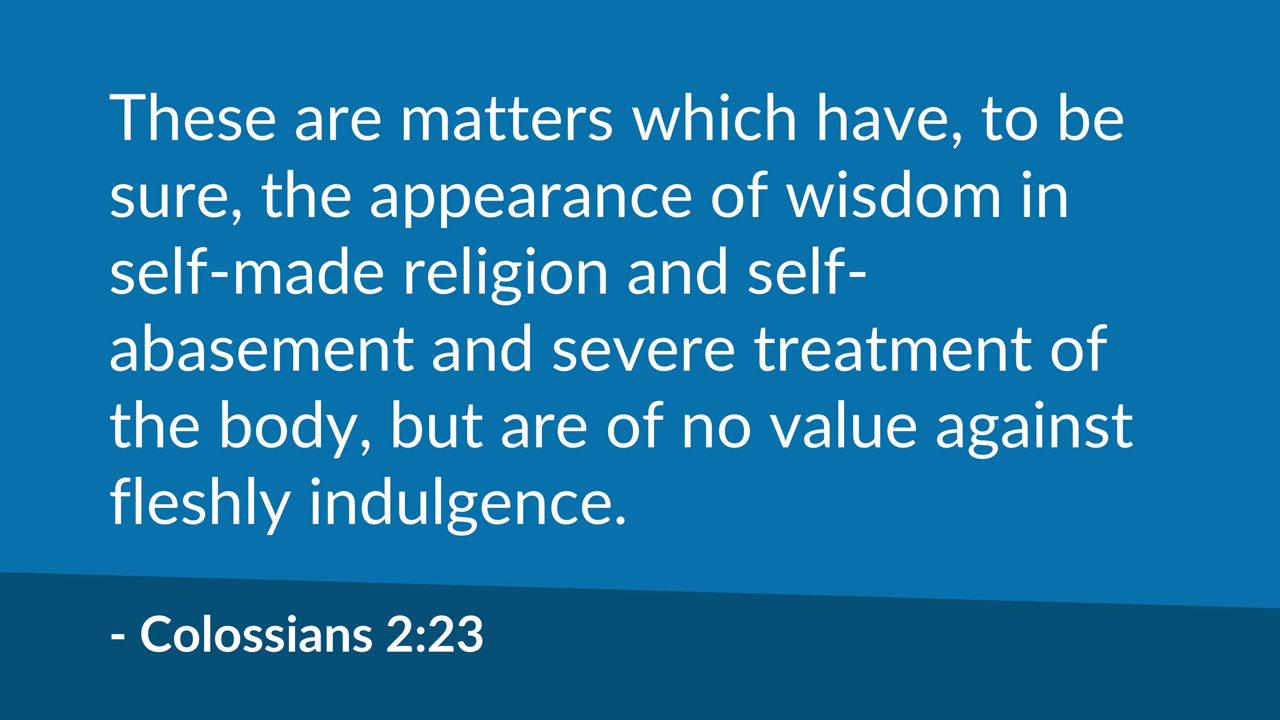 These are matters which have, to be
sure, the appearance of wisdom in
self-made religion and self-
abasement and severe treatment of
the body, but are of no value against
fleshly indulgence.
- Colossians 2:23